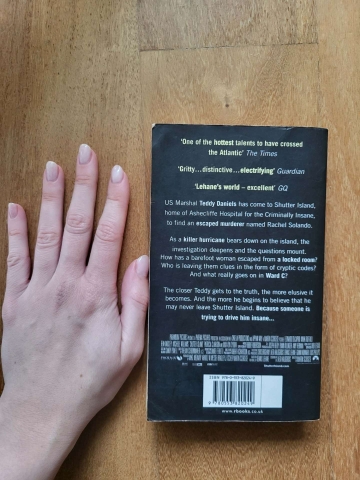 ‘One of the hottest talents to have crossed
the Atlantic’ The Times
‘Gritty...distinctive...electrifying’ Guardian
‘Lehane's world – excellent’ GQ
US Marshal Teddy Daniels has come to Shutter Island,
home of Ashecliffe Hospital for the Criminally Insane,
to find an escaped murderer named Rachel Solando.
As a killer hurricane bears down on the island, the
investigation deepens and the questions mount.
How has a barefoot woman escaped from a locked room?
Who is leaving them clues in the form of cryptic codes?
And what really goes on in Ward C?
The closer Teddy gets to the truth, the more elusive it
becomes. And the more he begins to believe that he
may never leave Shutter Island. Because someone is
trying to drive him insane...
www.rbooks.co.uk